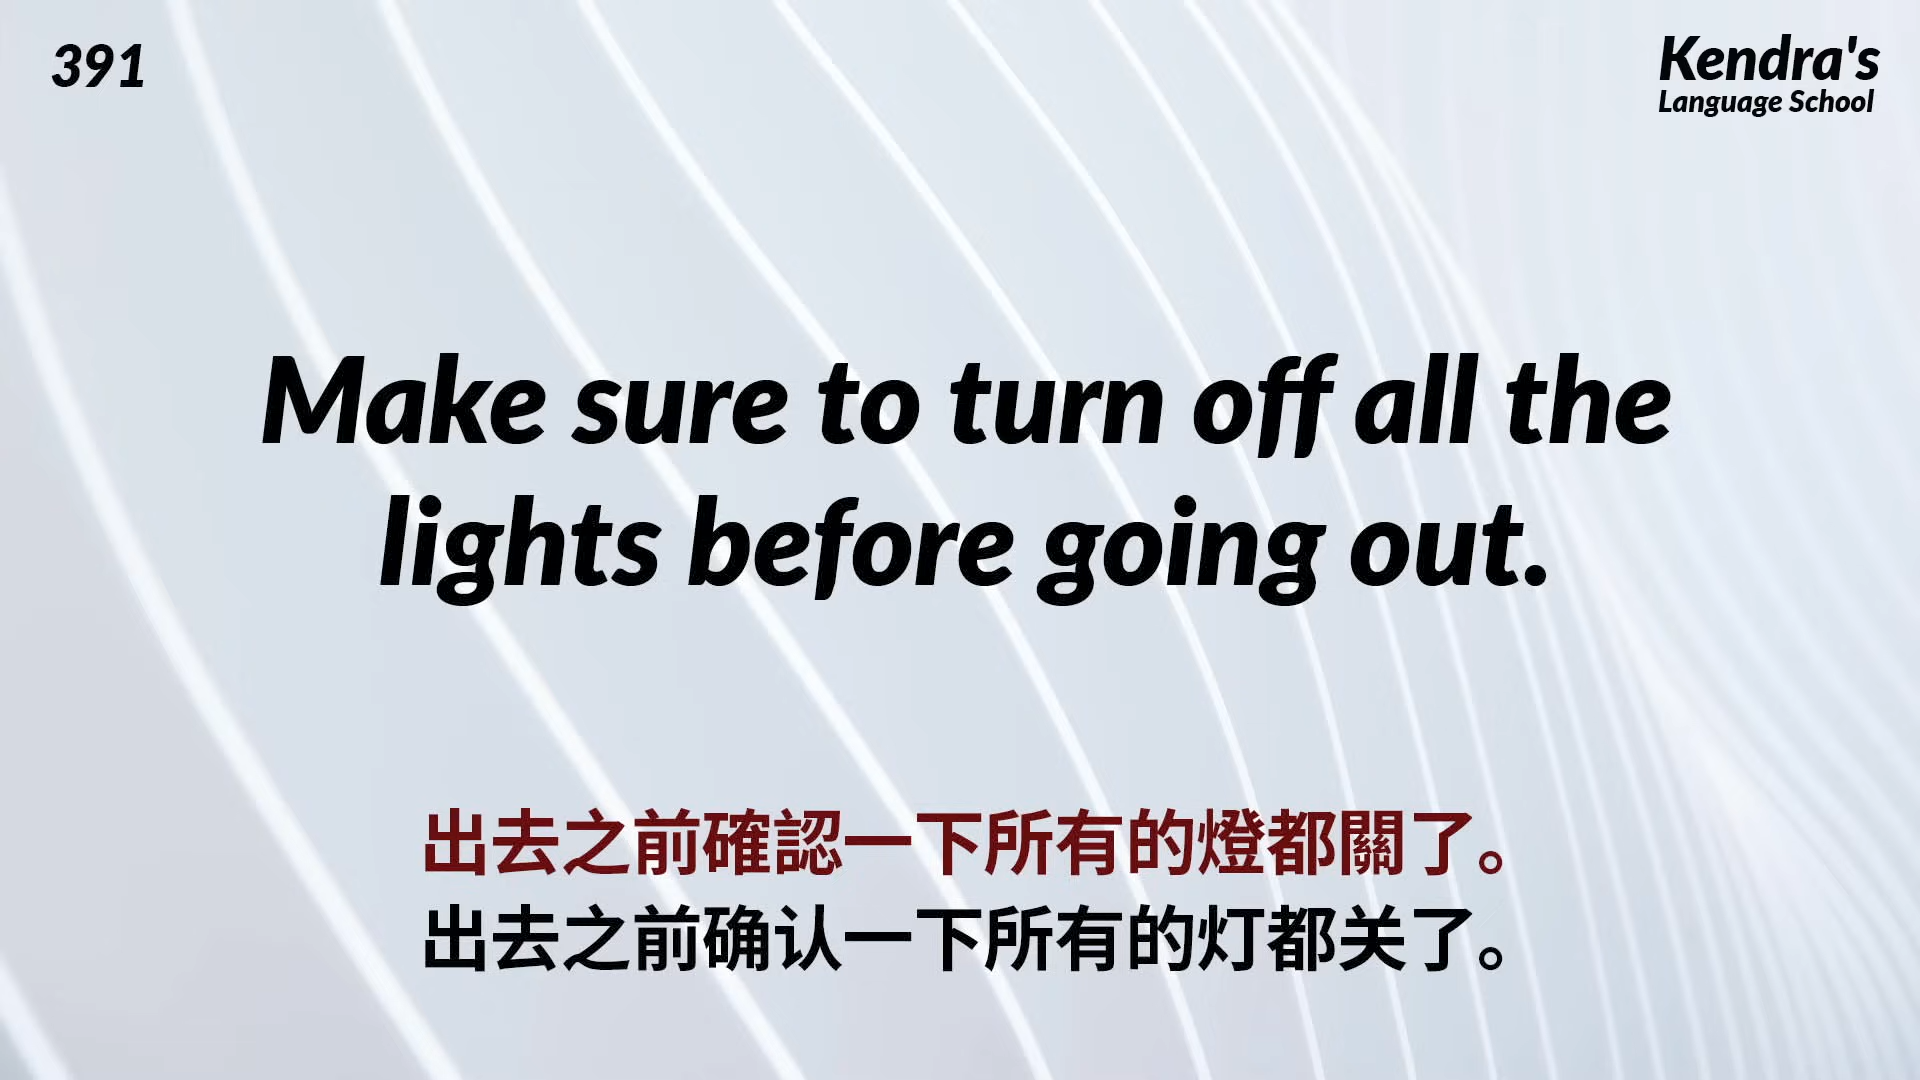 391
Kendra's
Language School
Make sure to turn off all the
lights before going out.
出去之前確認一下所有的燈都關了。
出去之前确认一下所有的灯都关了。